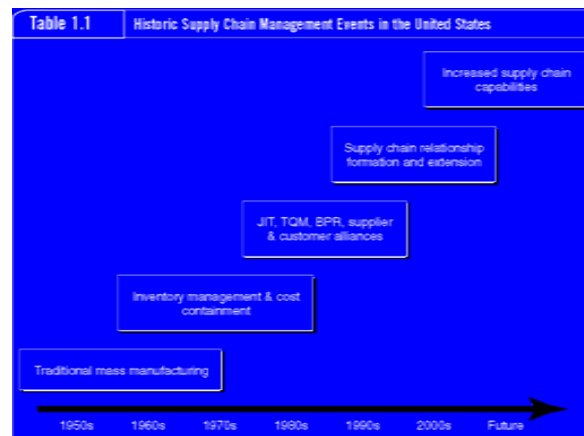 Table 1.1
Historic Supply Chain Management Events in the United States
Increased supply chain
capabilities
Supply chain relationship
formation and extension
JIT, TQM, BPR, supplier
& customer alliances
Inventory management & cost
containment
Traditional mass manufacturing
1950s 1960s 1970s 1980s 1990s 2000s Future